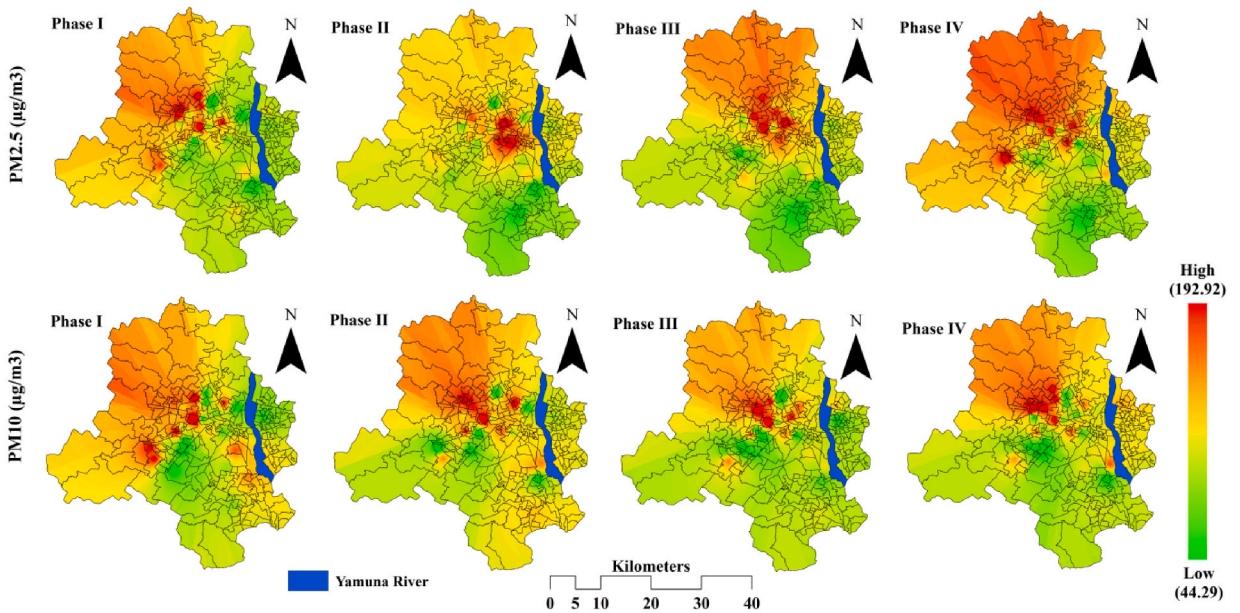 Phase I
N
Phase II
N
Phase III
N
Phase IV
N
PM2.5 (µg/m3)
Phase I
N
Phase II
N
Phase III
N
Phase IV
N
PM10 (µg/m3)
High
(192.92)
Low
(44.29)
Yamuna River
Kilometers
0 5 10 20 30 40